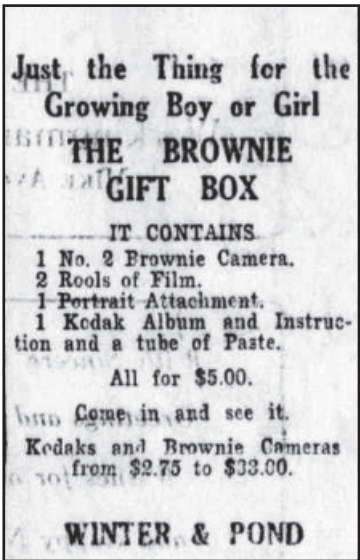 Just the Thing for the
Growing Boy or Girl
THE BROWNIE
GIFT BOX
IT CONTAINS
1 No. 2 Brownie Camera.
2 Rools of Film.
1 Portrait Attachment.
1 Kodak Album and Instruc-
tion and a tube of Paste.
All for $5.00.
Come in and see it.
Kodaks and Brownie Cameras
from $2.75 to $33.00.
WINTER & POND